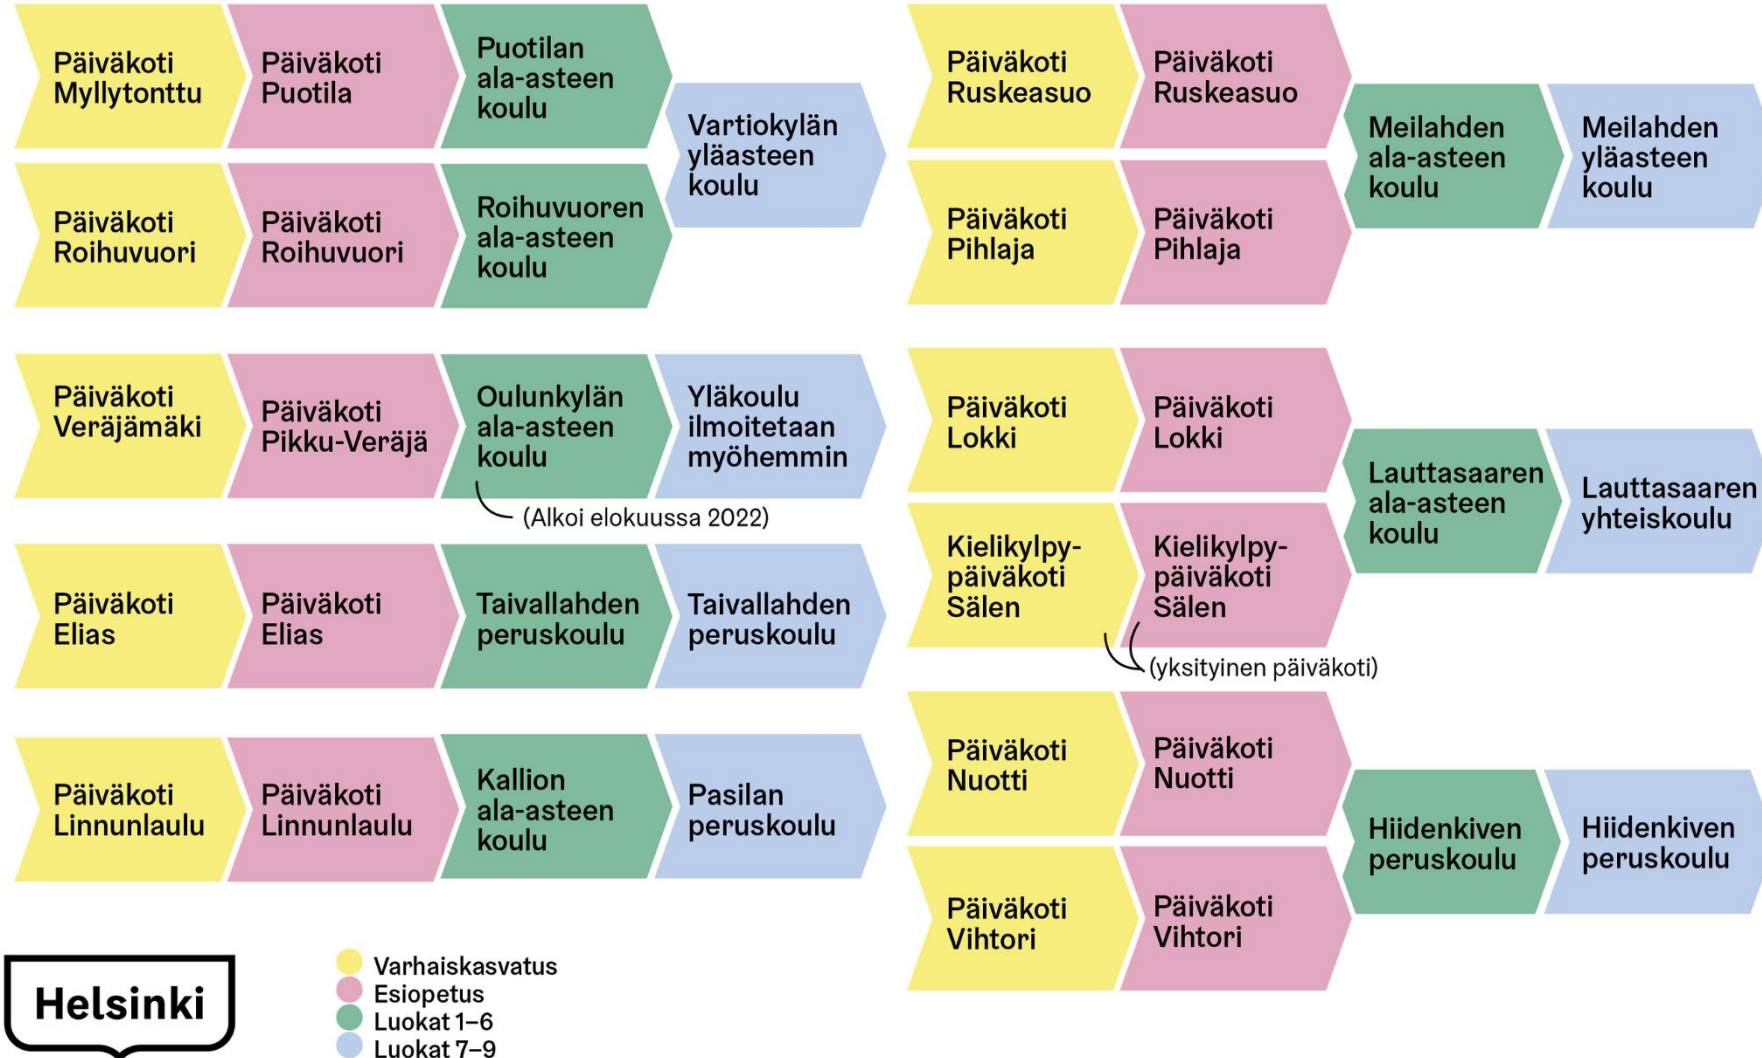 Päiväkoti
Myllytonttu
Päiväkoti
Puotila
Puotilan
ala-asteen
koulu
Päiväkoti
Roihuvuori
Päiväkoti
Roihuvuori
Roihuvuoren
ala-asteen
koulu
Vartiokylän
yläasteen
koulu
Päiväkoti
Veräjämäki
Päiväkoti
Pikku-Veräjä
Oulunkylän
ala-asteen
koulu
Yläkoulu
ilmoitetaan
myöhemmin
(Alkoi elokuussa 2022)
Päiväkoti
Elias
Päiväkoti
Elias
Taivallahden
peruskoulu
Taivallahden
peruskoulu
Päiväkoti
Linnunlaulu
Päiväkoti
Linnunlaulu
Kallion
ala-asteen
koulu
Pasilan
peruskoulu
Päiväkoti
Ruskeasuo
Päiväkoti
Ruskeasuo
Päiväkoti
Pihlaja
Päiväkoti
Pihlaja
Meilahden
ala-asteen
koulu
Meilahden
yläasteen
koulu
Päiväkoti
Lokki
Päiväkoti
Lokki
Kielikylpy-
päiväkoti
Sälen
Kielikylpy-
päiväkoti
Sälen
(yksityinen päiväkoti)
Lauttasaaren
ala-asteen
koulu
Lauttasaaren
yhteiskoulu
Päiväkoti
Nuotti
Päiväkoti
Nuotti
Päiväkoti
Vihtori
Päiväkoti
Vihtori
Hiidenkiven
peruskoulu
Hiidenkiven
peruskoulu
Helsinki
Varhaiskasvatus
Esiopetus
Luokat 1–6
Luokat 7–9